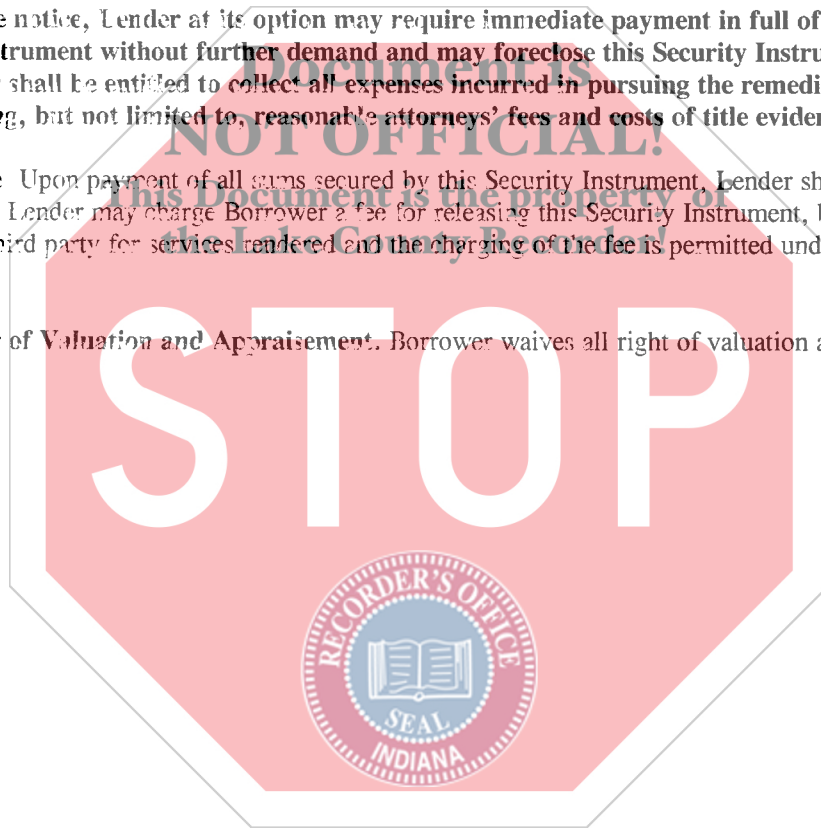 e notice, Lender at its option may require immediate payment in full of
trument without further demand and may foreclose this Security Instru
shall be entitled to collect all expenses incurred in pursuing the remedi
g, but not limited to, reasonable attorneys' fees and costs of title eviden
Document is
NOT OFFICIAL!
This Document is the property of
the Lake County Recorder!
e Upon payment of all sums secured by this Security Instrument, Lender sh
Lender may charge Borrower a fee for releasing this Security Instrument, b
ird party for services rendered and the charging of the fee is permitted und
of Valuation and Appraisement. Borrower waives all right of valuation a
STOP
RECORDER'S OFFICE
SEAL
INDIANA